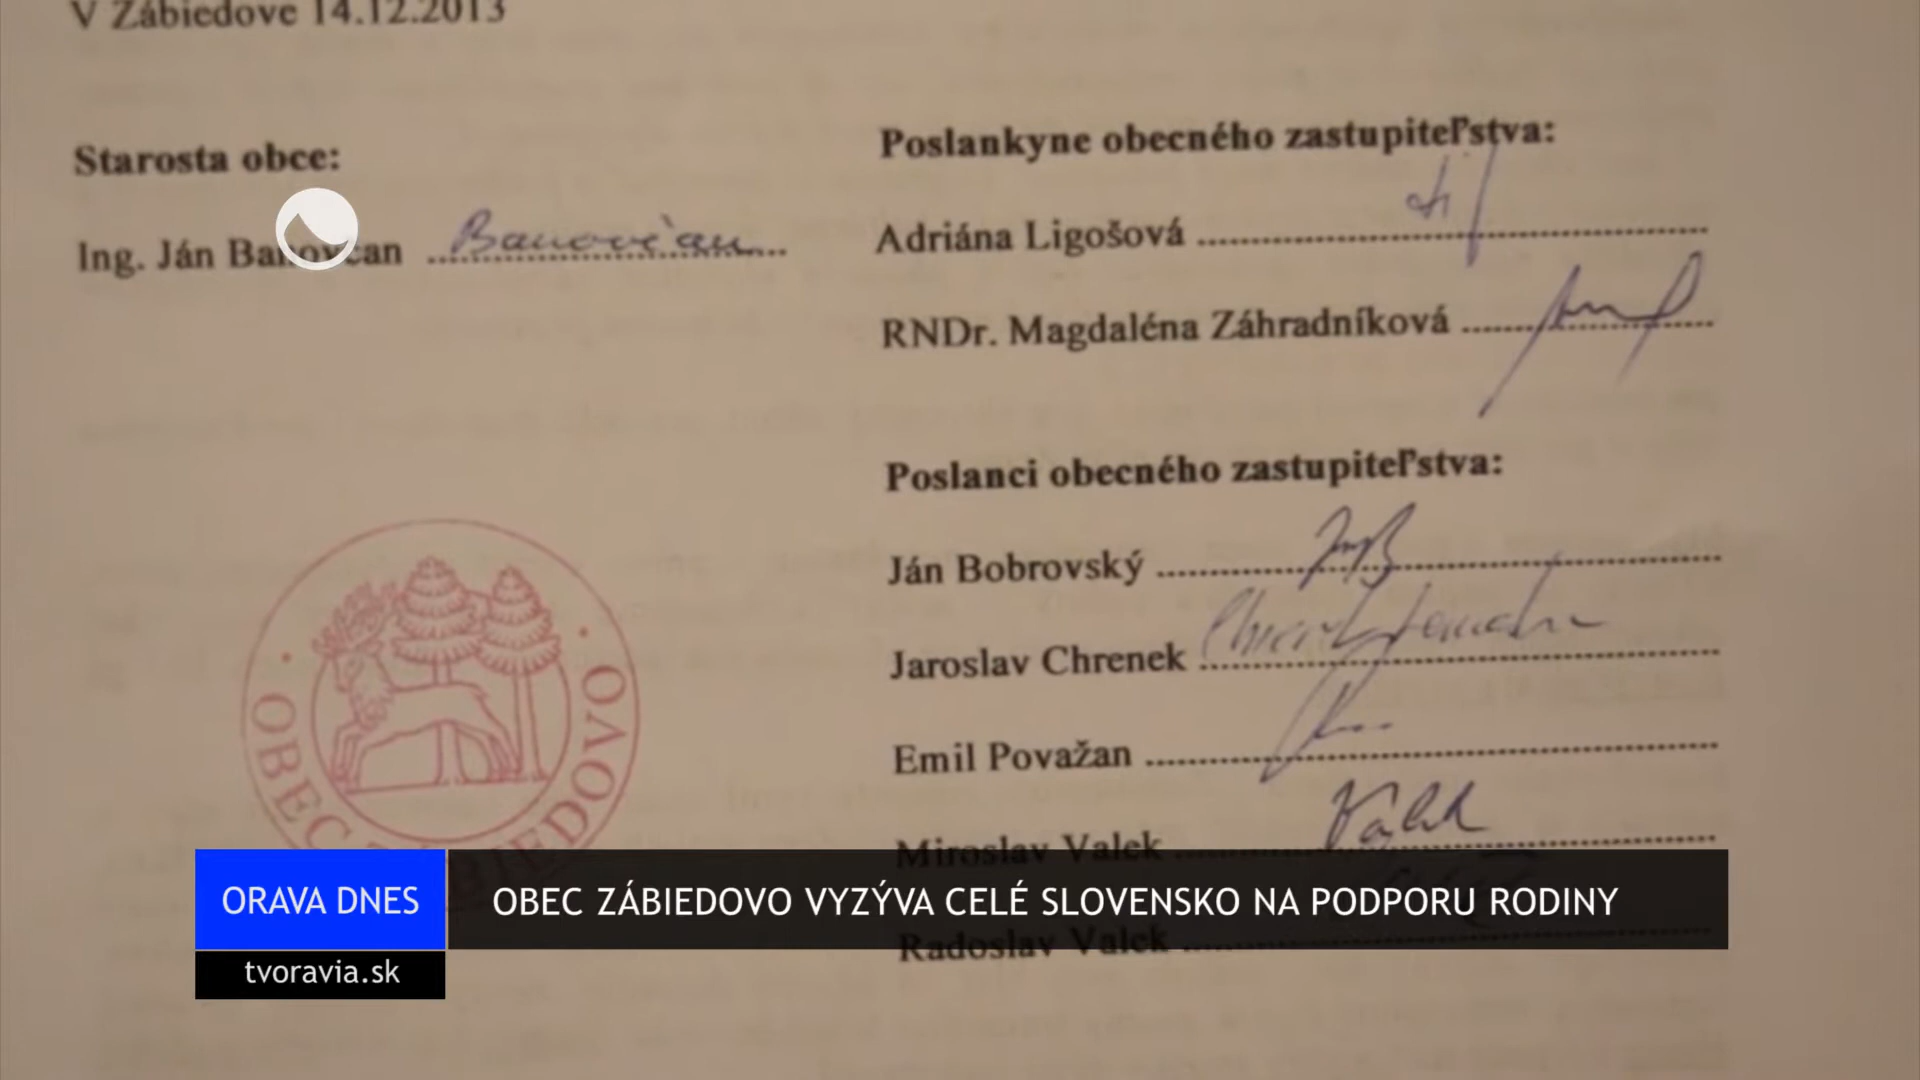 V Zábiedove 14.12.2013
Starosta obce:
Ing. Ján Banovčan
Banovčan
Poslankyne obecného zastupiteľstva:
Adriána Ligošová
RNDr. Magdaléna Záhradníková
Poslanci obecného zastupiteľstva:
Ján Bobrovský
Jaroslav Chrenek
Emil Považan
Miroslav Valek
Valek
Radoslav Valek
OBEC ZÁBIEDOVO
ORAVA DNES
OBEC ZÁBIEDOVO VYZÝVA CELÉ SLOVENSKO NA PODPORU RODINY
tvoravia.sk